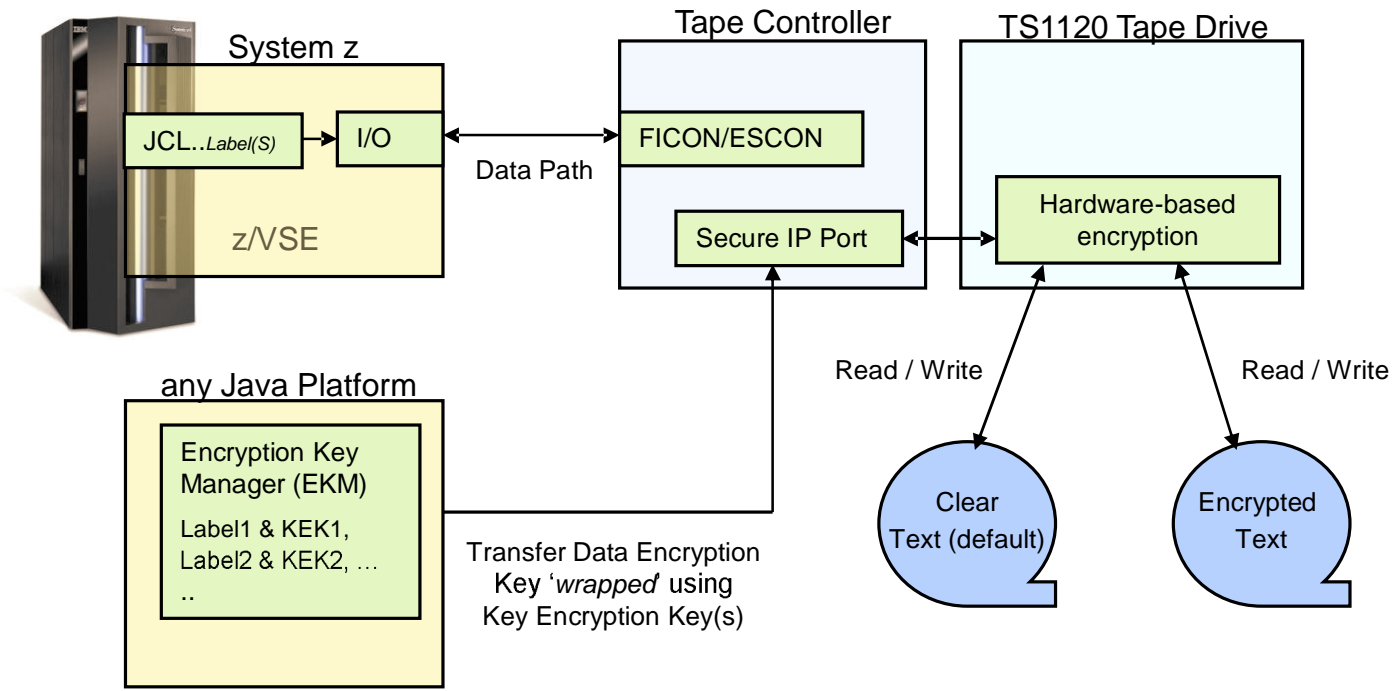 System z
Tape Controller
TS1120 Tape Drive
IBM
JCL..Label(S)
I/O
FICON/ESCON
Data Path
z/VSE
Secure IP Port
Hardware-based
encryption
Read / Write
Read / Write
any Java Platform
Encryption Key
Manager (EKM)
Label1 & KEK1,
Label2 & KEK2, …
..
Transfer Data Encryption
Key ‘wrapped’ using
Key Encryption Key(s)
Clear
Text (default)
Encrypted
Text